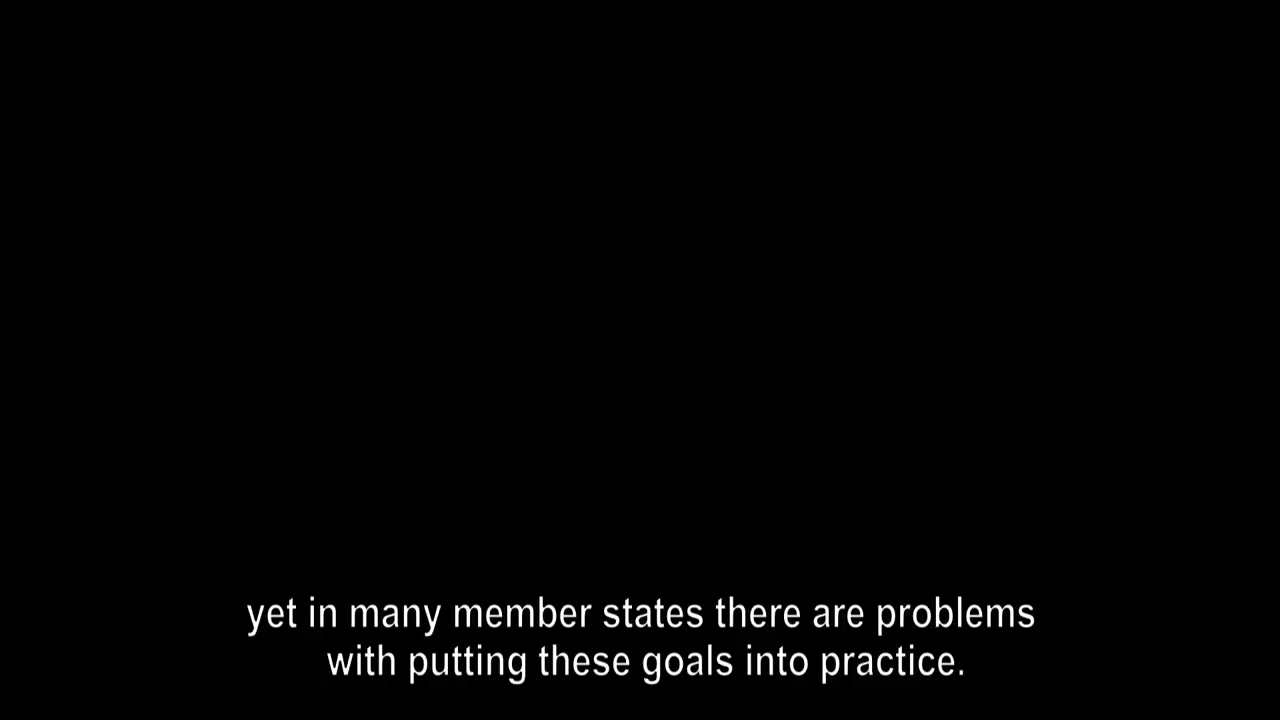 yet in many member states there are problems
with putting these goals into practice.